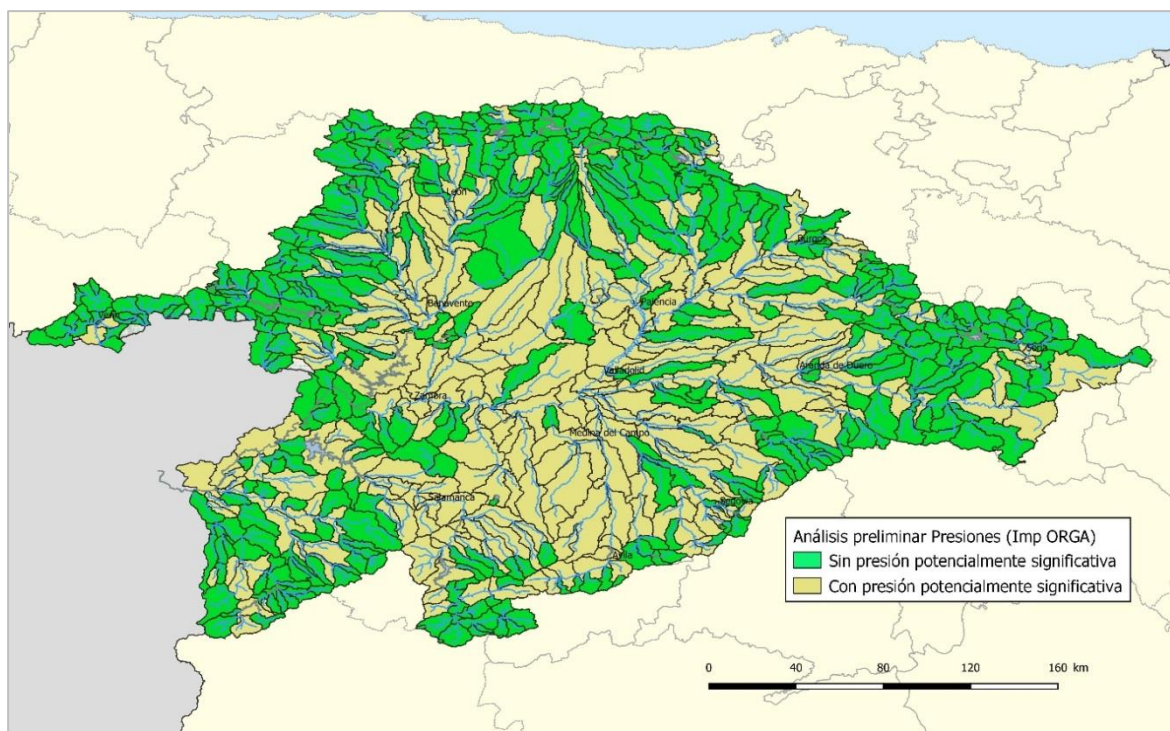 León
Burgos
Verín
Benavente
Palencia
Soria
Valladolid
Aranda de Duero
Zamora
Medina del Campo
Salamanca
Segovia
Ávila
Análisis preliminar Presiones (Imp ORGA)
Sin presión potencialmente significativa
Con presión potencialmente significativa
0 40 80 120 160 km